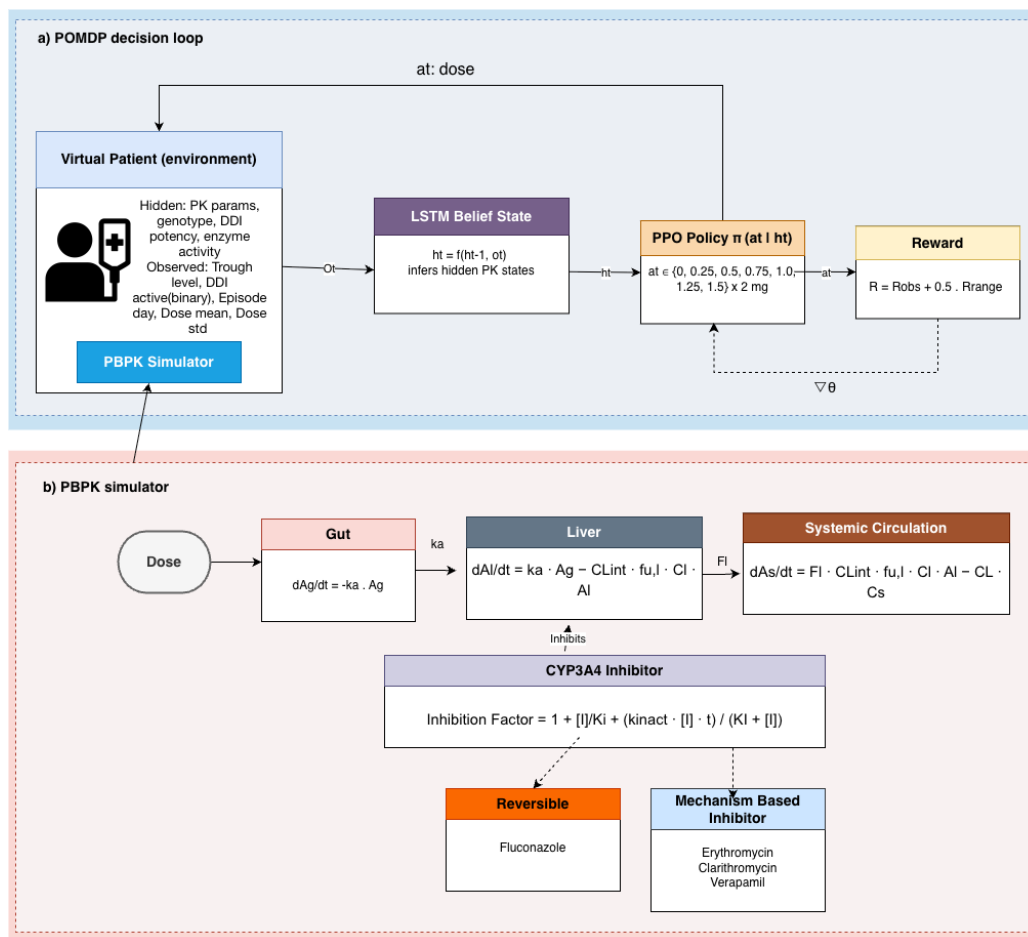 a) POMDP decision loop
at: dose
Virtual Patient (environment)
Hidden: PK params,
genotype, DDI
potency, enzyme
activity
Observed: Trough
level, DDI
active(binary), Episode
day, Dose mean, Dose
std
PBPK Simulator
Ot
LSTM Belief State
ht = f(ht-1, ot)
infers hidden PK states
ht
PPO Policy π (at l ht)
at ∈ {0, 0.25, 0.5, 0.75, 1.0,
1.25, 1.5} x 2 mg
at
Reward
R = Robs + 0.5 . Rrange
▽θ
b) PBPK simulator
Dose
Gut
dAg/dt = -ka . Ag
ka
Liver
dAl/dt = ka · Ag − CLint · fu,l · Cl ·
Al
Fl
Systemic Circulation
dAs/dt = Fl · CLint · fu,l · Cl · Al − CL ·
Cs
Inhibits
CYP3A4 Inhibitor
Inhibition Factor = 1 + [I]/Ki + (kinact · [I] · t) / (KI + [I])
Reversible
Fluconazole
Mechanism Based
Inhibitor
Erythromycin
Clarithromycin
Verapamil